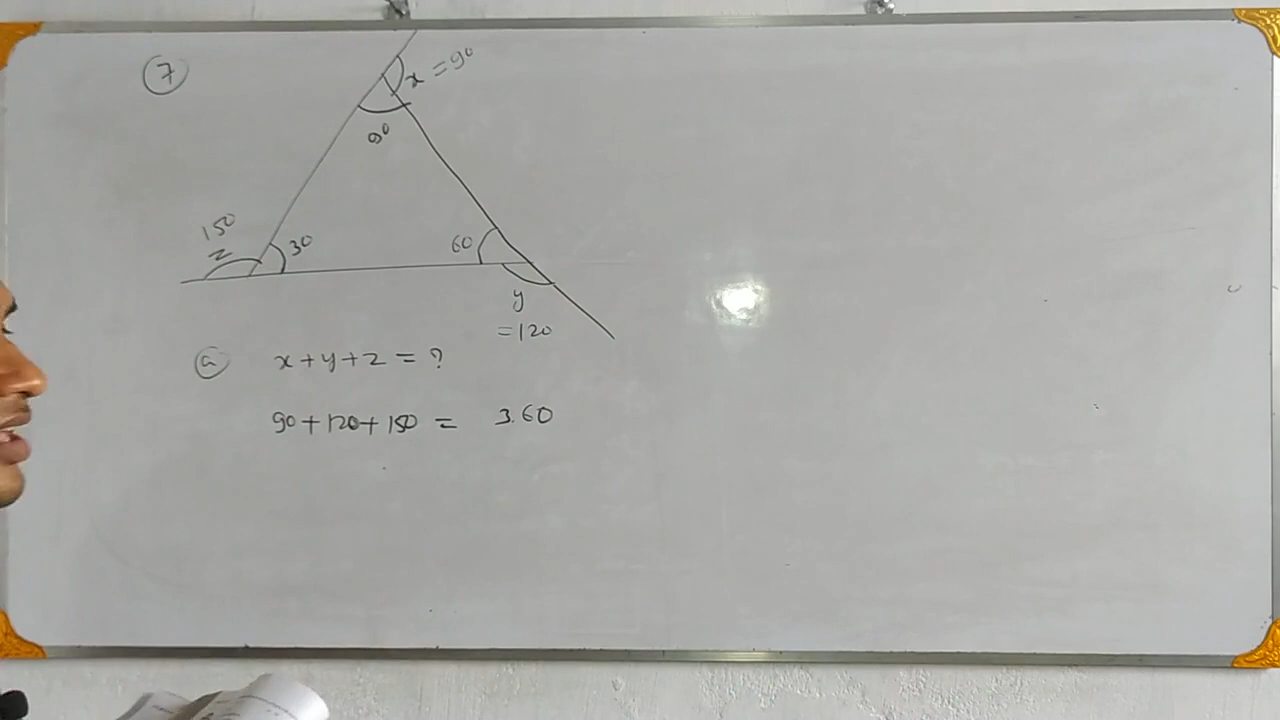 7
x = 90
90
150
z
30
60
y
= 120
a x + y + z = ?
90 + 120 + 150 = 360